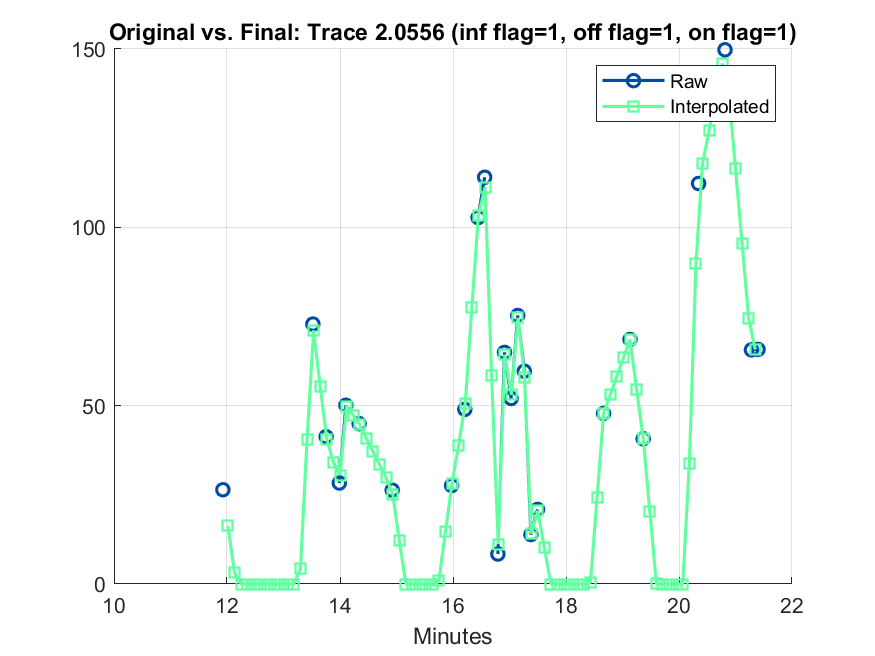 Original vs. Final: Trace 2.0556 (inf flag=1, off flag=1, on flag=1)
150
Raw
Interpolated
100
50
0
10 12 14 16 18 20 22
Minutes